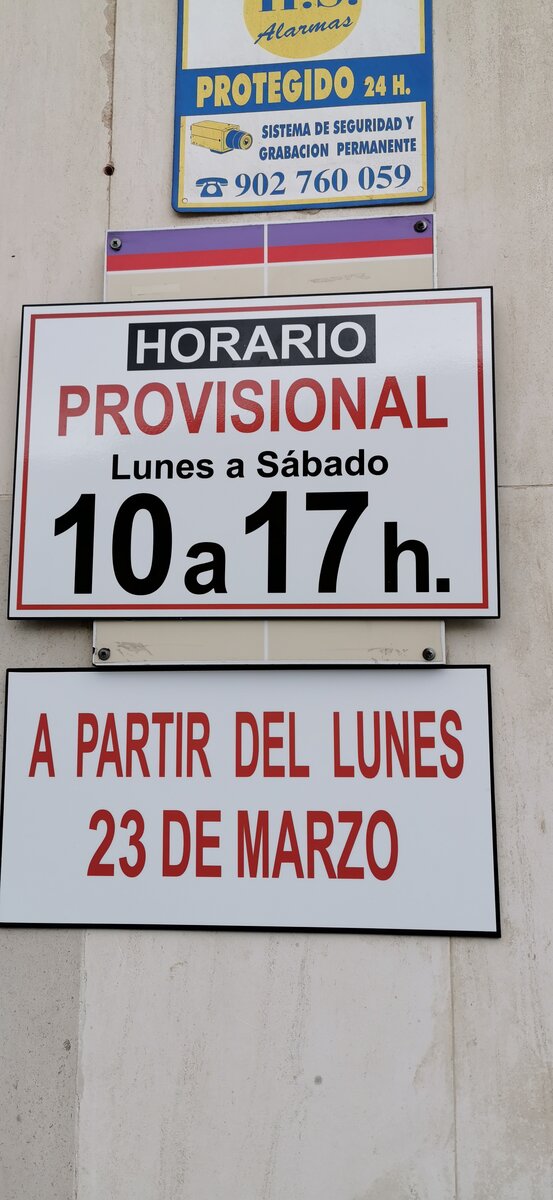 Alarmas
PROTEGIDO 24 H.
SISTEMA DE SEGURIDAD Y
GRABACION PERMANENTE
902 760 059
HORARIO
PROVISIONAL
Lunes a Sábado
10 a 17 h.
A PARTIR DEL LUNES
23 DE MARZO